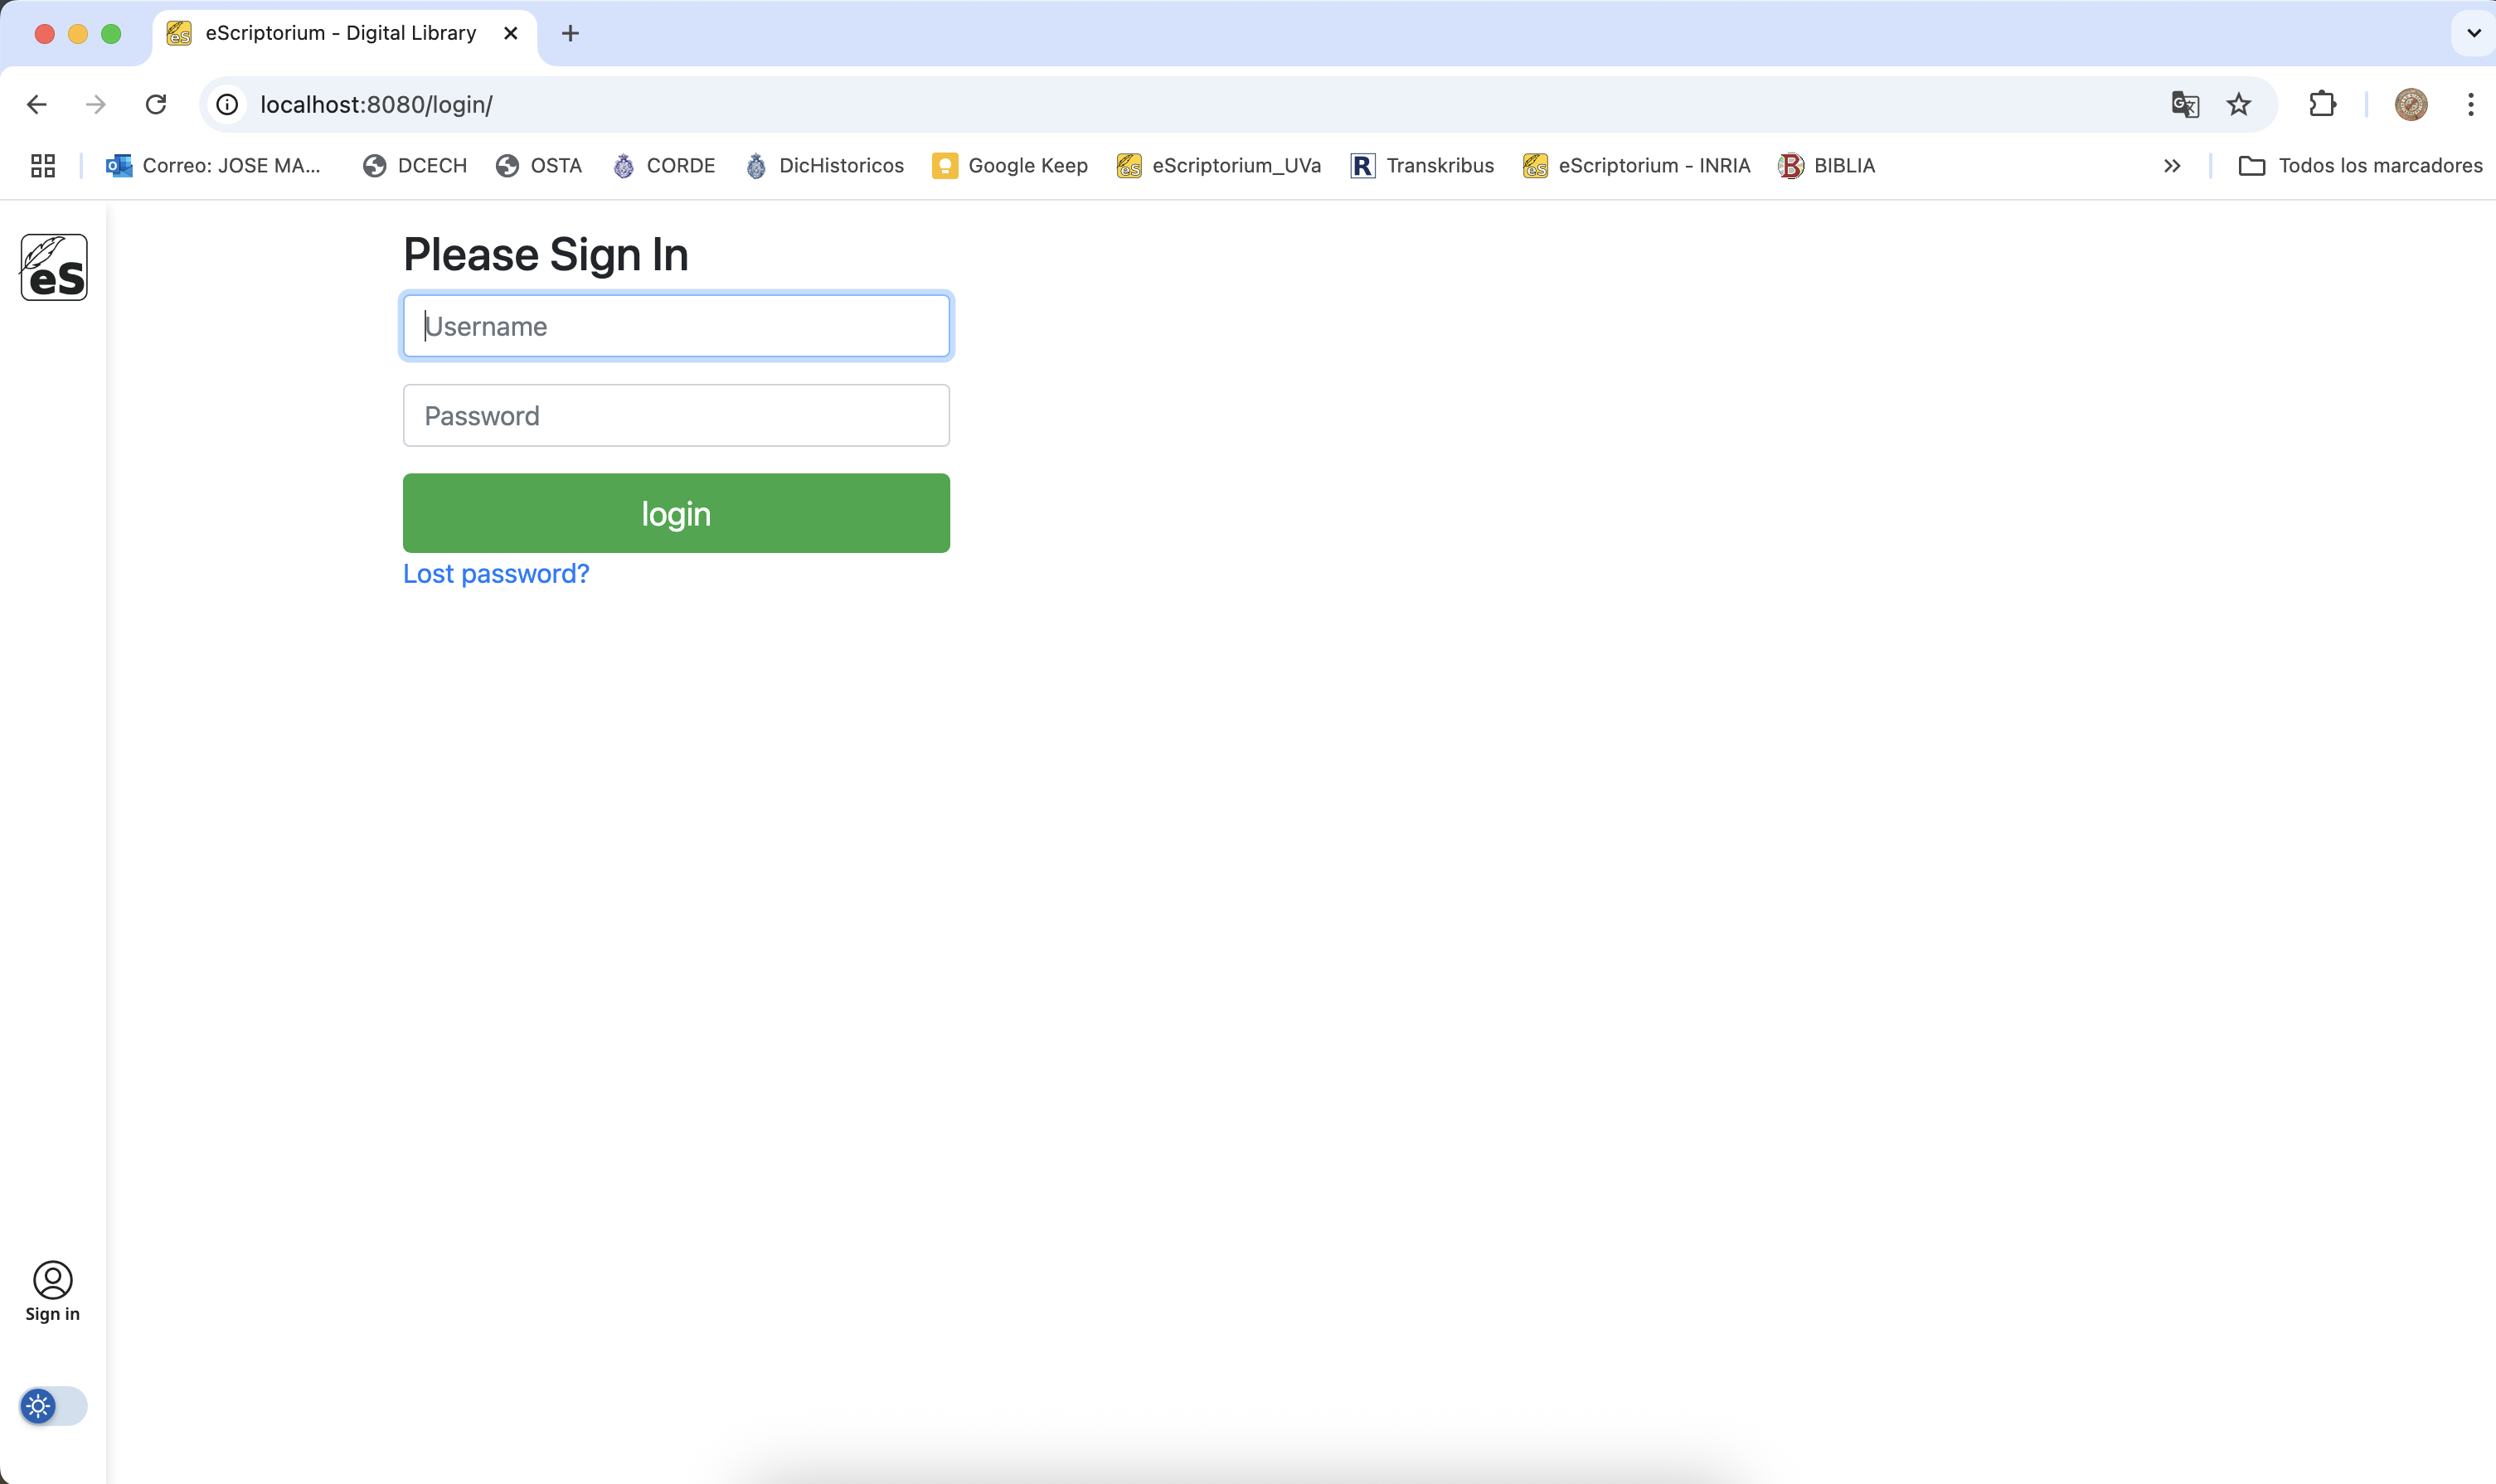 eScriptorium - Digital Library
localhost:8080/login/
Correo: JOSE MA... DCECH OSTA CORDE DicHistoricos Google Keep eScriptorium_UVa Transkribus eScriptorium - INRIA BIBLIA Todos los marcadores
eS
Please Sign In
Username
Password
login
Lost password?
Sign in